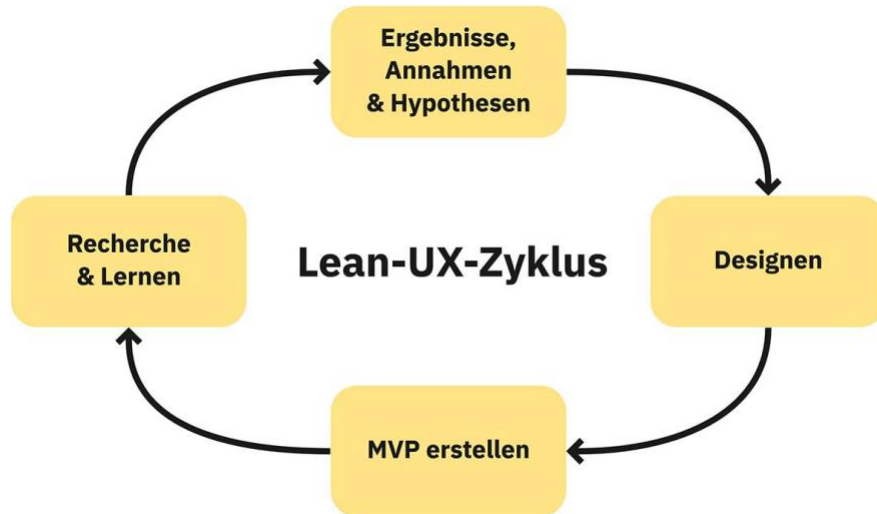 Ergebnisse,
Annahmen
& Hypothesen
Recherche
& Lernen
Lean-UX-Zyklus
Designen
MVP erstellen